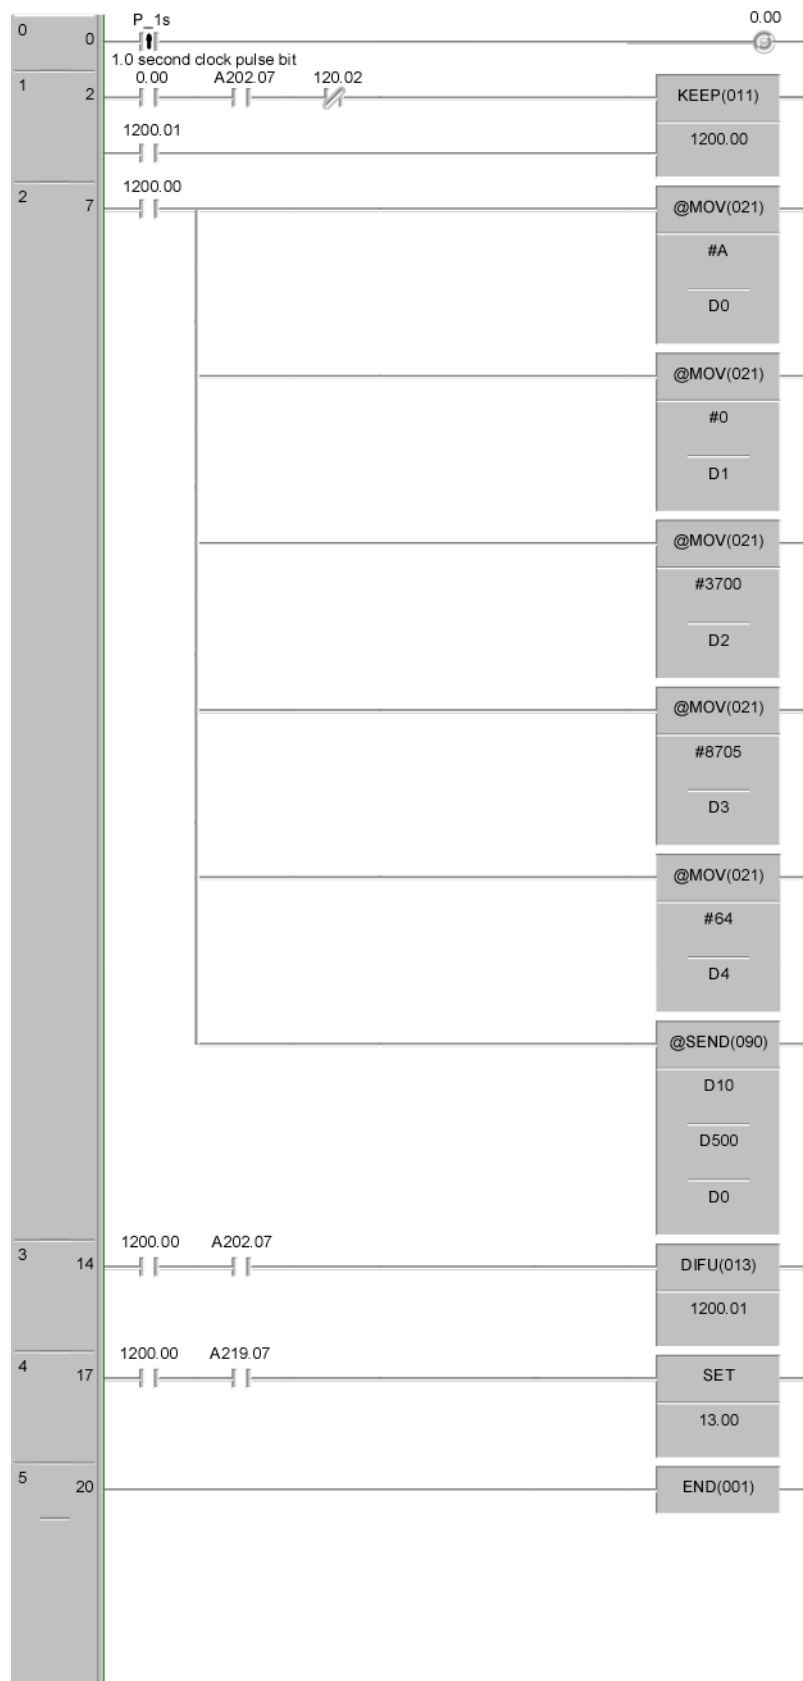 0 0 P_1s 0.00
1.0 second clock pulse bit
1 2 0.00 A202.07 120.02 KEEP(011)
1200.01 1200.00
2 7 1200.00 @MOV(021)
#A
D0
@MOV(021)
#0
D1
@MOV(021)
#3700
D2
@MOV(021)
#8705
D3
@MOV(021)
#64
D4
@SEND(090)
D10
D500
D0
3 14 1200.00 A202.07 DIFU(013)
1200.01
4 17 1200.00 A219.07 SET
13.00
5 20 END(001)